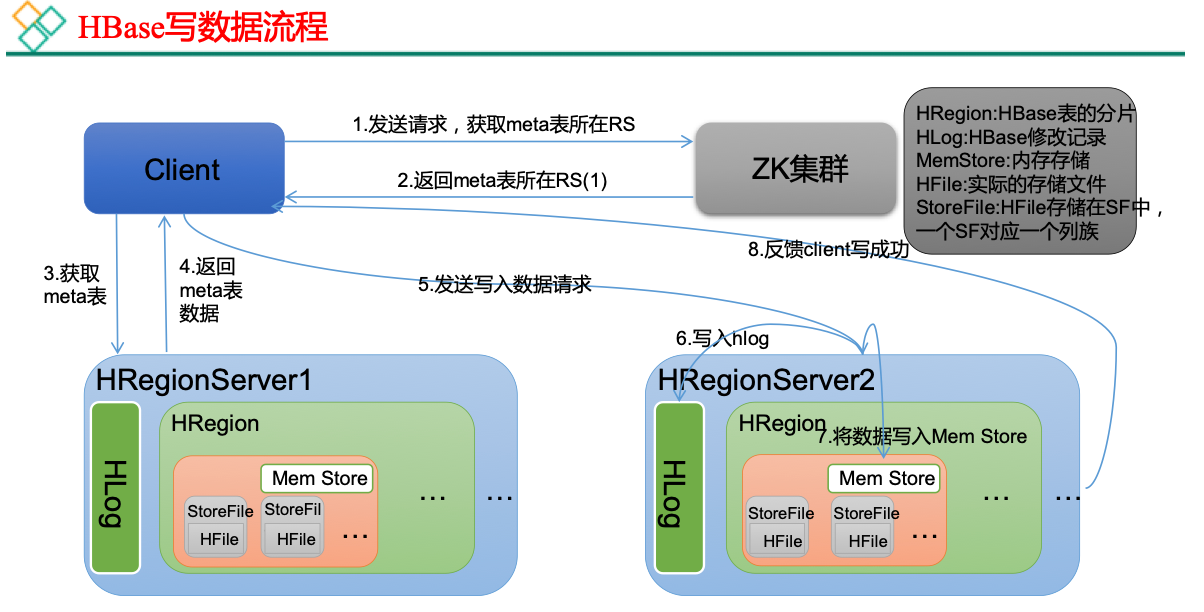 HBase写数据流程
1.发送请求，获取meta表所在RS
Client
ZK集群
2.返回meta表所在RS(1)
HRegion:HBase表的分片
HLog:HBase修改记录
MemStore:内存存储
HFile:实际的存储文件
StoreFile:HFile存储在SF中，
一个SF对应一个列族
8.反馈client写成功
3.获取
meta表
4.返回
meta表
数据
5.发送写入数据请求
6.写入hlog
HRegionServer1
HLog
HRegion
Mem Store
StoreFile
HFile
StoreFil
HFile
...
...
...
HRegionServer2
HLog
HRegion
7.将数据写入Mem Store
Mem Store
StoreFile
HFile
StoreFile
HFile
...
...
...